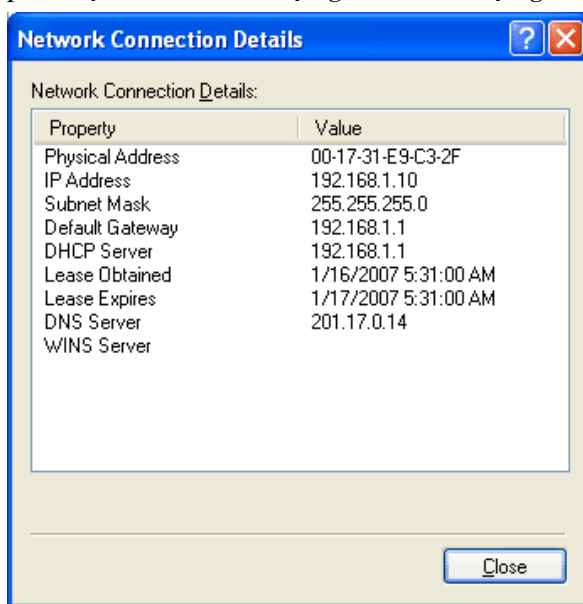 Network Connection Details
Network Connection Details:
Property Value
Physical Address 00-17-31-E9-C3-2F
IP Address 192.168.1.10
Subnet Mask 255.255.255.0
Default Gateway 192.168.1.1
DHCP Server 192.168.1.1
Lease Obtained 1/16/2007 5:31:00 AM
Lease Expires 1/17/2007 5:31:00 AM
DNS Server 201.17.0.14
WINS Server
Close